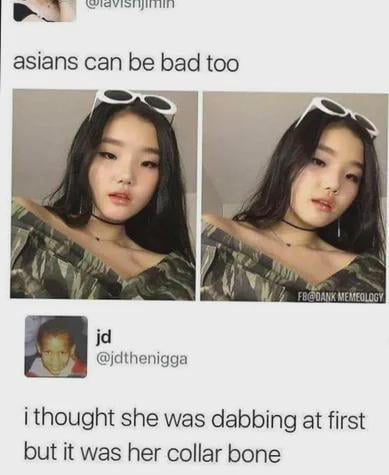 @lavishjimin
asians can be bad too
FB@DANK MEMEOLOGY
jd
@jdthenigga
i thought she was dabbing at first
but it was her collar bone